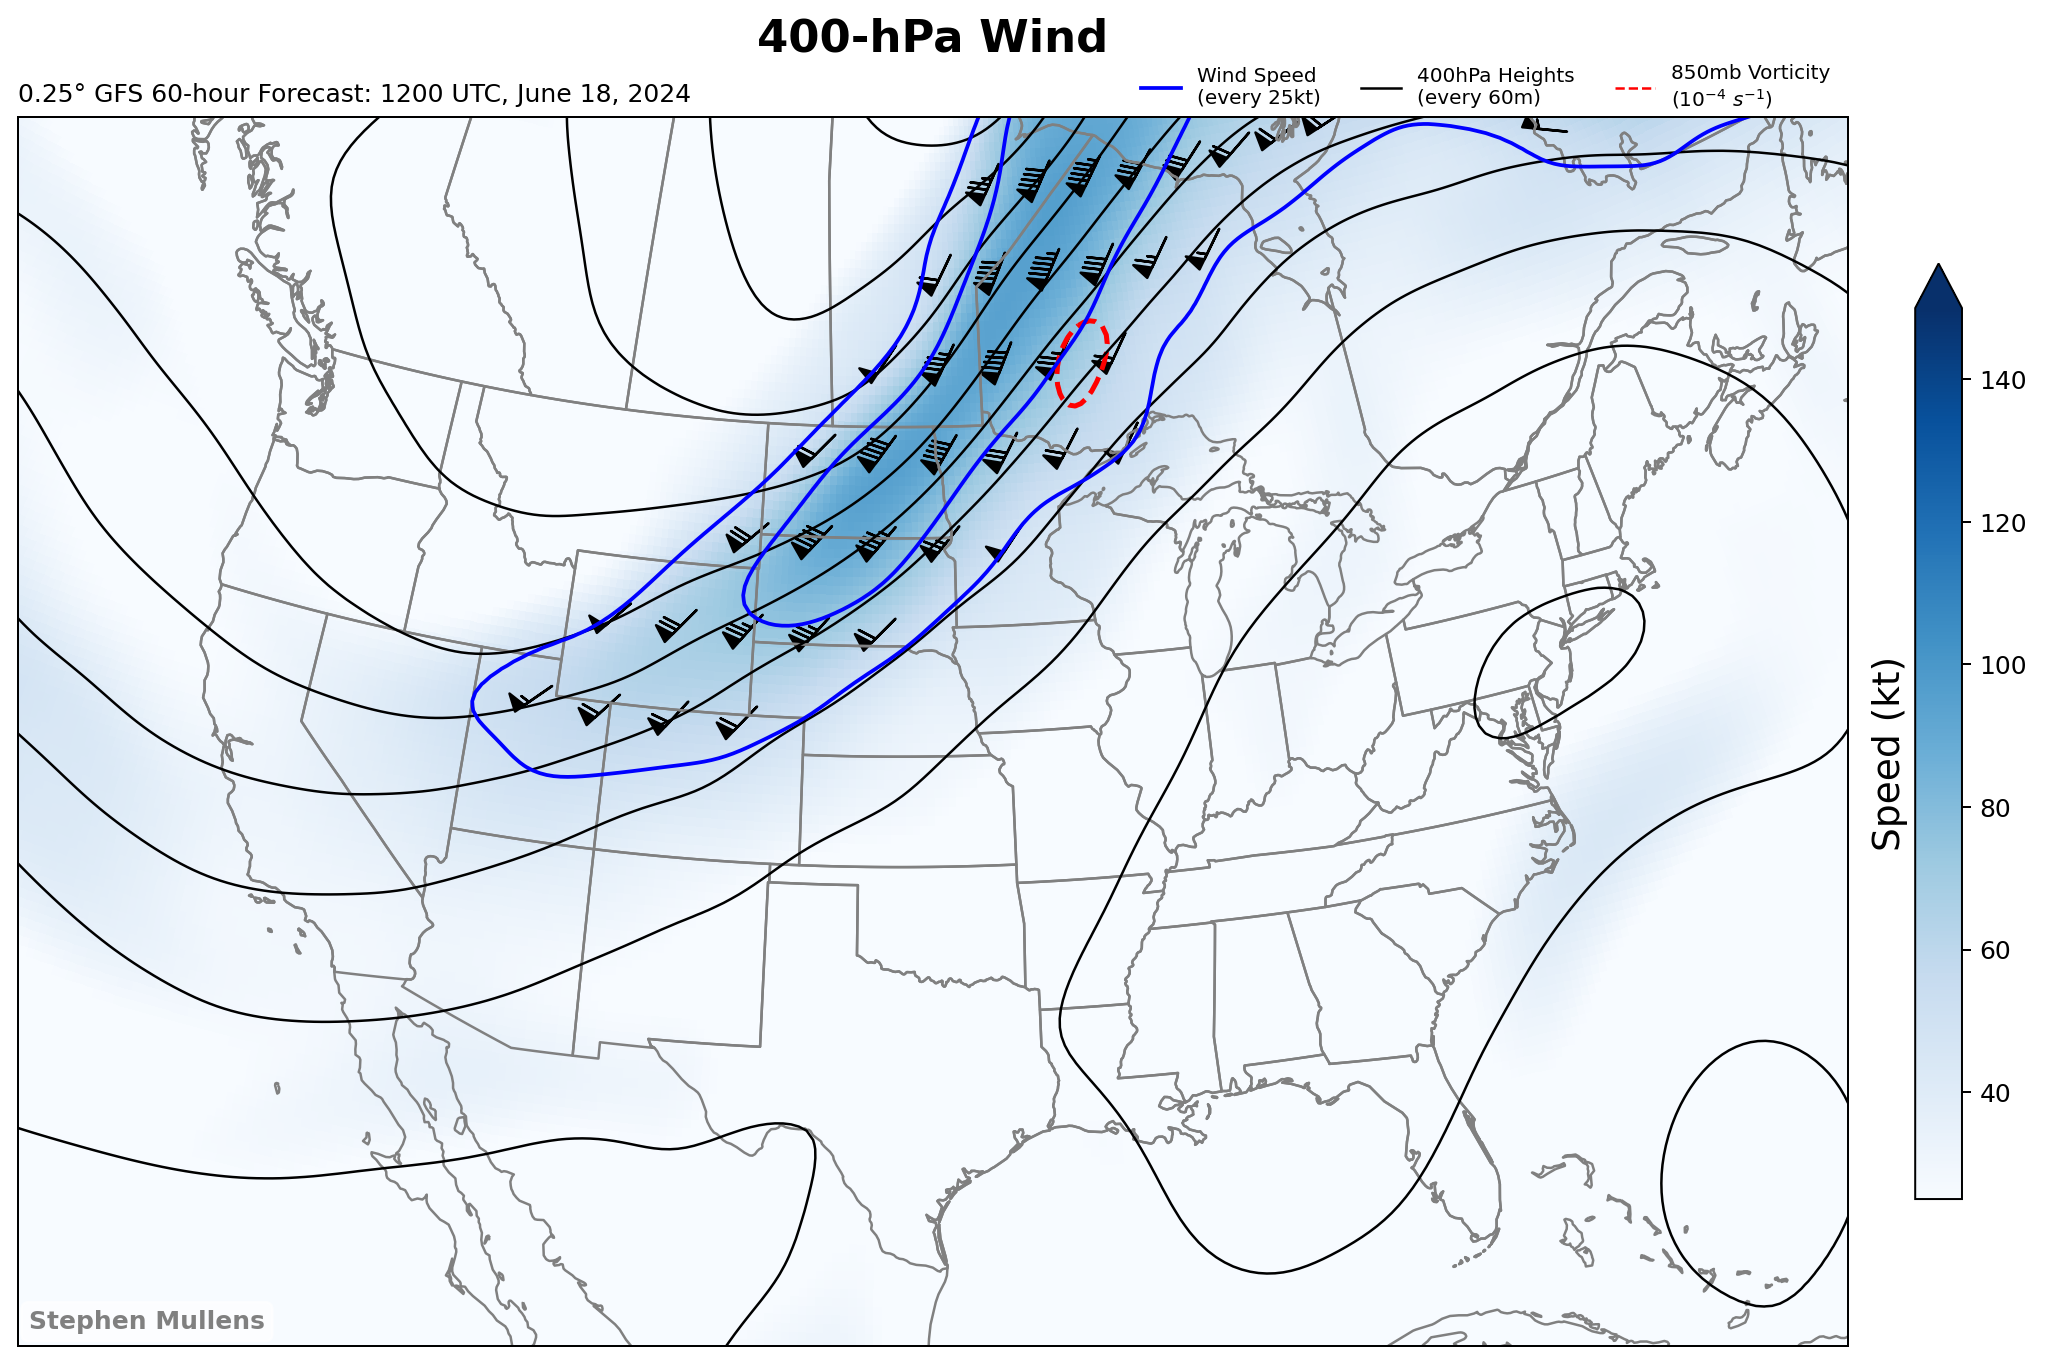 400-hPa Wind
0.25° GFS 60-hour Forecast: 1200 UTC, June 18, 2024
Wind Speed
(every 25kt)
400hPa Heights
(every 60m)
850mb Vorticity
(10⁻⁴ s⁻¹)
140
120
100
80
60
40
Speed (kt)
Stephen Mullens